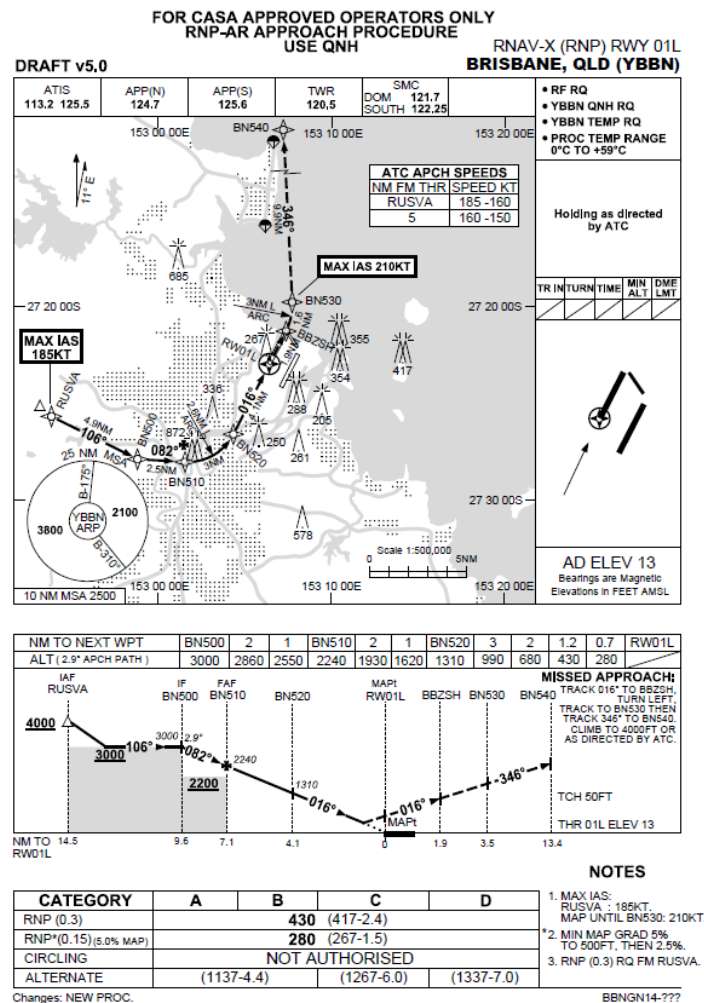 FOR CASA APPROVED OPERATORS ONLY
RNP-AR APPROACH PROCEDURE
USE QNH
RNAV-X (RNP) RWY 01L
DRAFT v5.0
BRISBANE, QLD (YBBN)
ATIS
113.2 125.5
APP(N)
124.7
APP(S)
125.6
TWR
120.5
SMC
DOM 121.7
SOUTH 122.25
• RF RQ
• YBBN QNH RQ
• YBBN TEMP RQ
• PROC TEMP RANGE
0°C TO +59°C
153 00 00E
BN540
153 10 00E
153 20 00E
11° E
ATC APCH SPEEDS
NM FM THR SPEED KT
RUSVA 185 -160
5 160 -150
Holding as directed
by ATC
346°
9.9NM
685
MAX IAS 210KT
TR IN TURN TIME MIN ALT DME LMT
27 20 00S
3NM L
ARC
BN530
27 20 00S
1.6
NM
BBZSH
267
355
MAX IAS
185KT
RW01L
354
417
RUSVA
336
288
205
016°
4.1NM
4.9NM
106°
BN500
872
250
261
BN520
082°
2.5NM
3NM
BN510
25 NM MSA
B-175°
2100
YBBN
ARP
3800
B-310°
578
27 30 00S
Scale 1:500,000
0
5NM
10 NM MSA 2500
153 00 00E
153 10 00E
153 20 00E
AD ELEV 13
Bearings are Magnetic
Elevations in FEET AMSL
NM TO NEXT WPT BN500 2 1 BN510 2 1 BN520 3 2 1.2 0.7 RW01L
ALT ( 2.9° APCH PATH ) 3000 2860 2550 2240 1930 1620 1310 990 680 430 280
IAF
RUSVA
IF
BN500
FAF
BN510
BN520
MAPt
RW01L
BBZSH
BN530
BN540
MISSED APPROACH:
TRACK 016° TO BBZSH,
TURN LEFT,
TRACK TO BN530 THEN
TRACK 346° TO BN540.
CLIMB TO 4000FT OR
AS DIRECTED BY ATC.
4000
3000
106°
3000
2.9°
082°
2240
2200
1310
016°
016°
346°
MAPt
TCH 50FT
THR 01L ELEV 13
NM TO
RW01L
14.5 9.6 7.1 4.1 0 1.9 3.5 13.4
NOTES
CATEGORY A B C D
RNP (0.3) 430 (417-2.4)
RNP*(0.15) (5.0% MAP) 280 (267-1.5)
CIRCLING NOT AUTHORISED
ALTERNATE (1137-4.4) (1267-6.0) (1337-7.0)
1. MAX IAS:
RUSVA : 185KT.
MAP UNTIL BN530: 210KT
*2. MIN MAP GRAD 5%
TO 500FT, THEN 2.5%.
3. RNP (0.3) RQ FM RUSVA.
Changes: NEW PROC.
BBNGN14-???